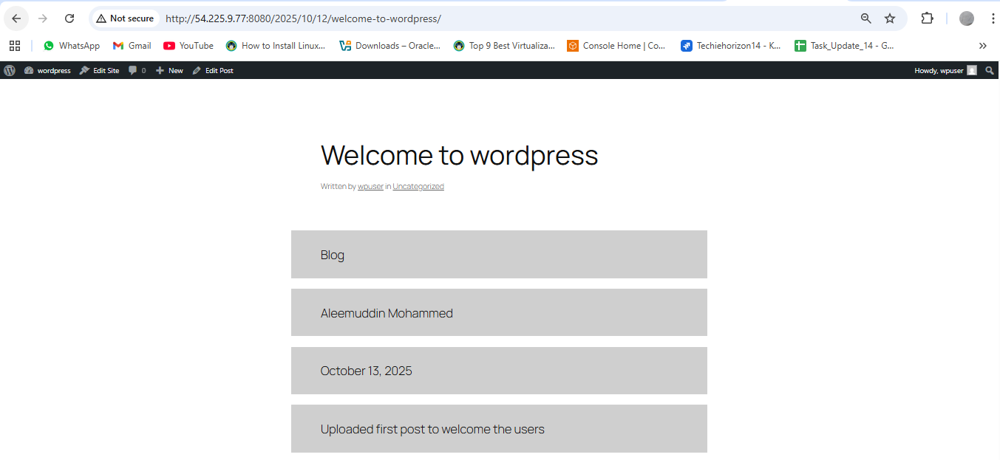 Not secure http://54.225.9.77:8080/2025/10/12/welcome-to-wordpress/
WhatsApp Gmail YouTube How to Install Linux... Downloads – Oracle... Top 9 Best Virtualiza... Console Home | Co... Techiehorizon14 - K... Task_Update_14 - G...
wordpress Edit Site 0 New Edit Post Howdy, wpuser
Welcome to wordpress
Written by wpuser in Uncategorized
Blog
Aleemuddin Mohammed
October 13, 2025
Uploaded first post to welcome the users